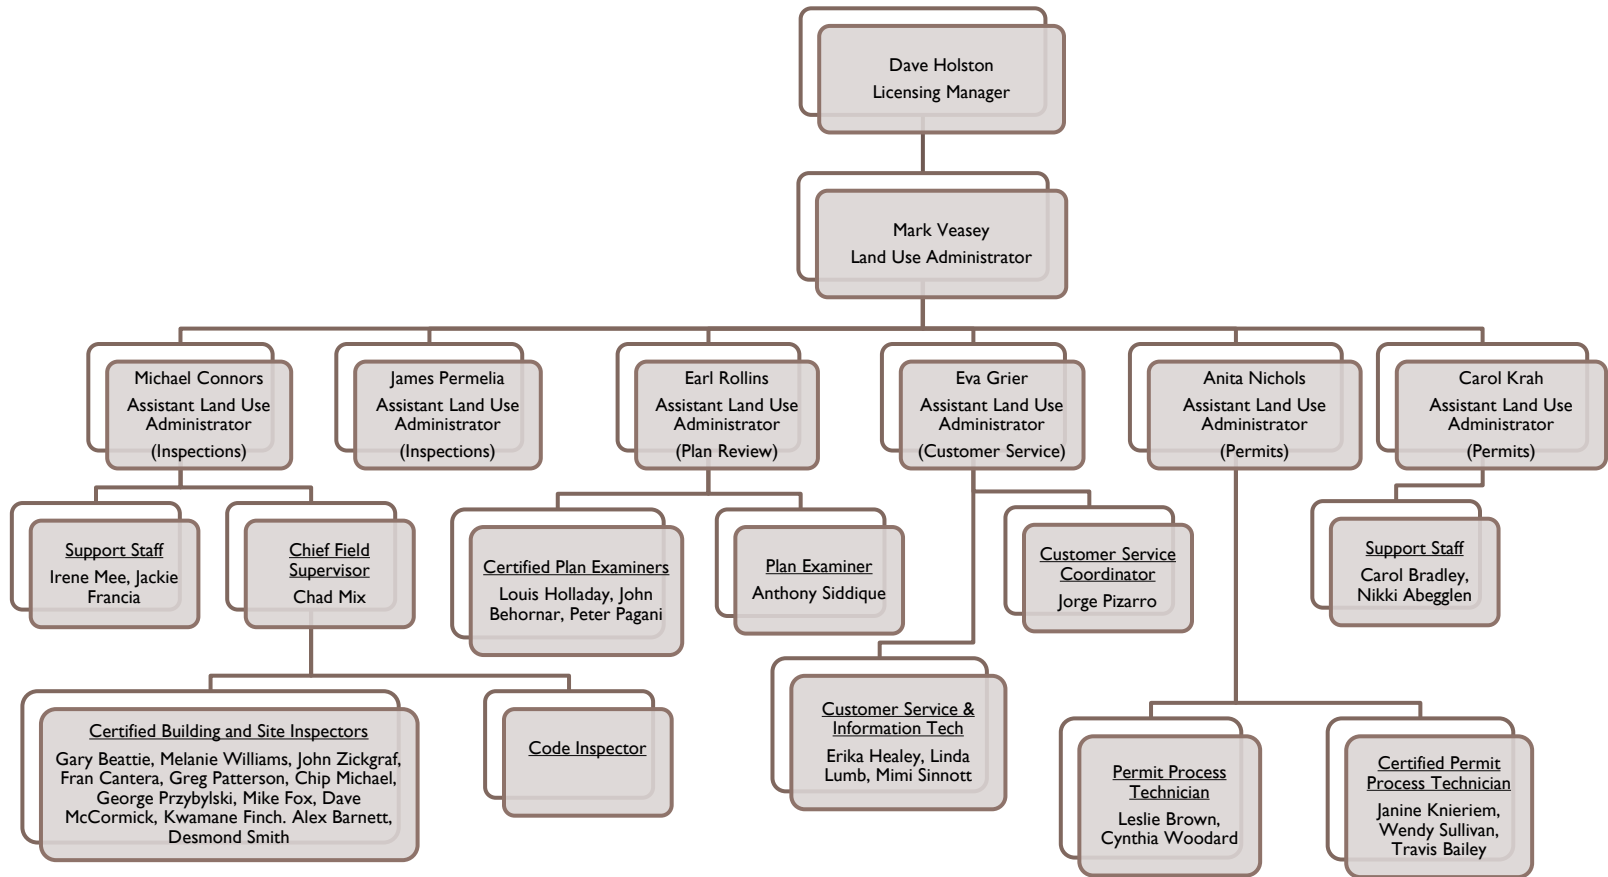 Dave Holston
Licensing Manager
Mark Veasey
Land Use Administrator
Michael Connors
Assistant Land Use
Administrator
(Inspections)
James Permelia
Assistant Land Use
Administrator
(Inspections)
Earl Rollins
Assistant Land Use
Administrator
(Plan Review)
Eva Grier
Assistant Land Use
Administrator
(Customer Service)
Anita Nichols
Assistant Land Use
Administrator
(Permits)
Carol Krah
Assistant Land Use
Administrator
(Permits)
Support Staff
Irene Mee, Jackie
Francia
Chief Field
Supervisor
Chad Mix
Certified Plan Examiners
Louis Holladay, John
Behornar, Peter Pagani
Plan Examiner
Anthony Siddique
Customer Service
Coordinator
Jorge Pizarro
Support Staff
Carol Bradley,
Nikki Abegglen
Certified Building and Site Inspectors
Gary Beattie, Melanie Williams, John Zickgraf,
Fran Cantera, Greg Patterson, Chip Michael,
George Przybylski, Mike Fox, Dave
McCormick, Kwamane Finch. Alex Barnett,
Desmond Smith
Code Inspector
Customer Service &
Information Tech
Erika Healey, Linda
Lumb, Mimi Sinnott
Permit Process
Technician
Leslie Brown,
Cynthia Woodard
Certified Permit
Process Technician
Janine Knieriem,
Wendy Sullivan,
Travis Bailey